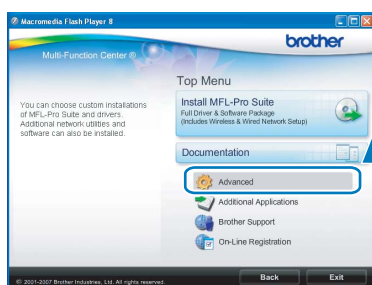 Macromedia Flash Player 8
brother
Multi-Function Center ®
Top Menu
You can choose custom installations
of MFL-Pro Suite and drivers.
Additional network utilities and
software can also be installed.
Install MFL-Pro Suite
Full Driver & Software Package
(Includes Wireless & Wired Network Setup)
Documentation
Advanced
Additional Applications
Brother Support
On-Line Registration
© 2001-2007 Brother Industries, Ltd. All rights reserved.
Back
Exit